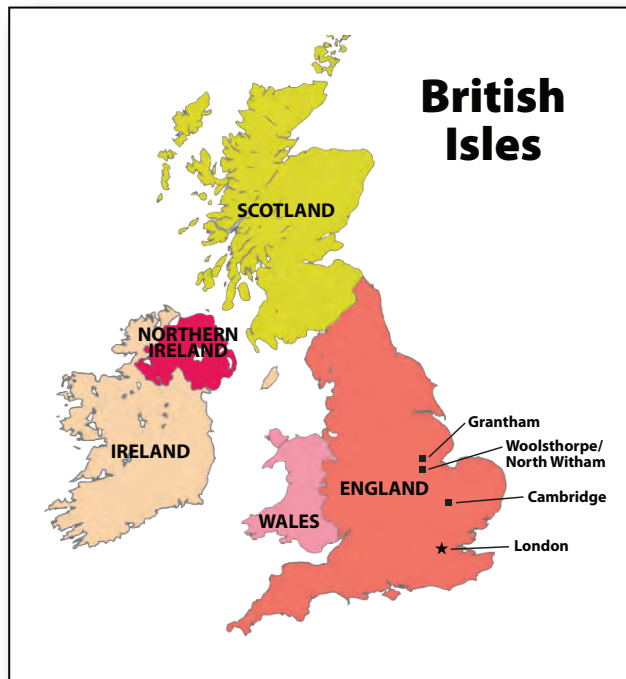 British
Isles
SCOTLAND
NORTHERN
IRELAND
IRELAND
Grantham
Woolsthorpe/
North Witham
ENGLAND
Cambridge
WALES
London